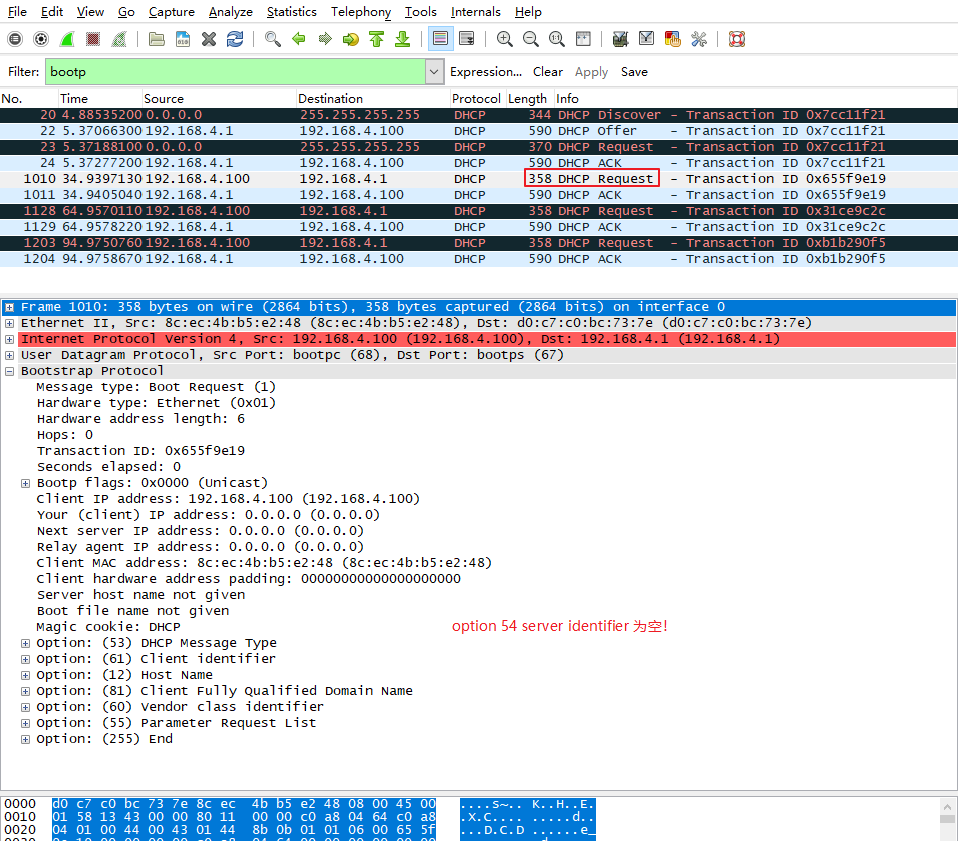 File Edit View Go Capture Analyze Statistics Telephony Tools Internals Help
Filter: bootp Expression... Clear Apply Save
No. Time Source Destination Protocol Length Info
20 4.88535200 0.0.0.0 255.255.255.255 DHCP 344 DHCP Discover - Transaction ID 0x7cc11f21
22 5.37066300 192.168.4.1 192.168.4.100 DHCP 590 DHCP Offer - Transaction ID 0x7cc11f21
23 5.37188100 0.0.0.0 255.255.255.255 DHCP 370 DHCP Request - Transaction ID 0x7cc11f21
24 5.37277200 192.168.4.1 192.168.4.100 DHCP 590 DHCP ACK - Transaction ID 0x7cc11f21
1010 34.9397130 192.168.4.100 192.168.4.1 DHCP 358 DHCP Request - Transaction ID 0x655f9e19
1011 34.9405040 192.168.4.1 192.168.4.100 DHCP 590 DHCP ACK - Transaction ID 0x655f9e19
1128 64.9570110 192.168.4.100 192.168.4.1 DHCP 358 DHCP Request - Transaction ID 0x31ce9c2c
1129 64.9578220 192.168.4.1 192.168.4.100 DHCP 590 DHCP ACK - Transaction ID 0x31ce9c2c
1203 94.9750760 192.168.4.100 192.168.4.1 DHCP 358 DHCP Request - Transaction ID 0xb1b290f5
1204 94.9758670 192.168.4.1 192.168.4.100 DHCP 590 DHCP ACK - Transaction ID 0xb1b290f5
Frame 1010: 358 bytes on wire (2864 bits), 358 bytes captured (2864 bits) on interface 0
Ethernet II, Src: 8c:ec:4b:b5:e2:48 (8c:ec:4b:b5:e2:48), Dst: d0:c7:c0:bc:73:7e (d0:c7:c0:bc:73:7e)
Internet Protocol Version 4, Src: 192.168.4.100 (192.168.4.100), Dst: 192.168.4.1 (192.168.4.1)
User Datagram Protocol, Src Port: bootpc (68), Dst Port: bootps (67)
Bootstrap Protocol
Message type: Boot Request (1)
Hardware type: Ethernet (0x01)
Hardware address length: 6
Hops: 0
Transaction ID: 0x655f9e19
Seconds elapsed: 0
Bootp flags: 0x0000 (Unicast)
Client IP address: 192.168.4.100 (192.168.4.100)
Your (client) IP address: 0.0.0.0 (0.0.0.0)
Next server IP address: 0.0.0.0 (0.0.0.0)
Relay agent IP address: 0.0.0.0 (0.0.0.0)
Client MAC address: 8c:ec:4b:b5:e2:48 (8c:ec:4b:b5:e2:48)
Client hardware address padding: 00000000000000000000
Server host name not given
Boot file name not given
Magic cookie: DHCP
option 54 server identifier 为空!
Option: (53) DHCP Message Type
Option: (61) Client identifier
Option: (12) Host Name
Option: (81) Client Fully Qualified Domain Name
Option: (60) Vendor class identifier
Option: (55) Parameter Request List
Option: (255) End
0000 d0 c7 c0 bc 73 7e 8c ec 4b b5 e2 48 08 00 45 00 ....s~.. K..H..E.
0010 01 58 13 43 00 00 80 11 00 00 c0 a8 04 64 c0 a8 .X.C.... .....d..
0020 04 01 00 44 00 43 01 44 8b 0b 01 01 06 00 65 5f ...D.C.D ......e_